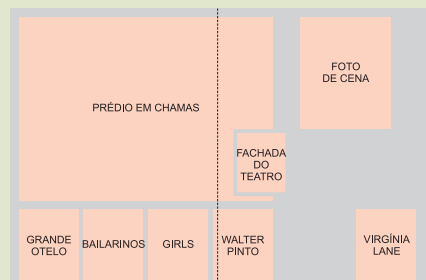 FOTO
DE CENA
PRÉDIO EM CHAMAS
FACHADA
DO
TEATRO
GRANDE
OTELO
BAILARINOS
GIRLS
WALTER
PINTO
VIRGÍNIA
LANE